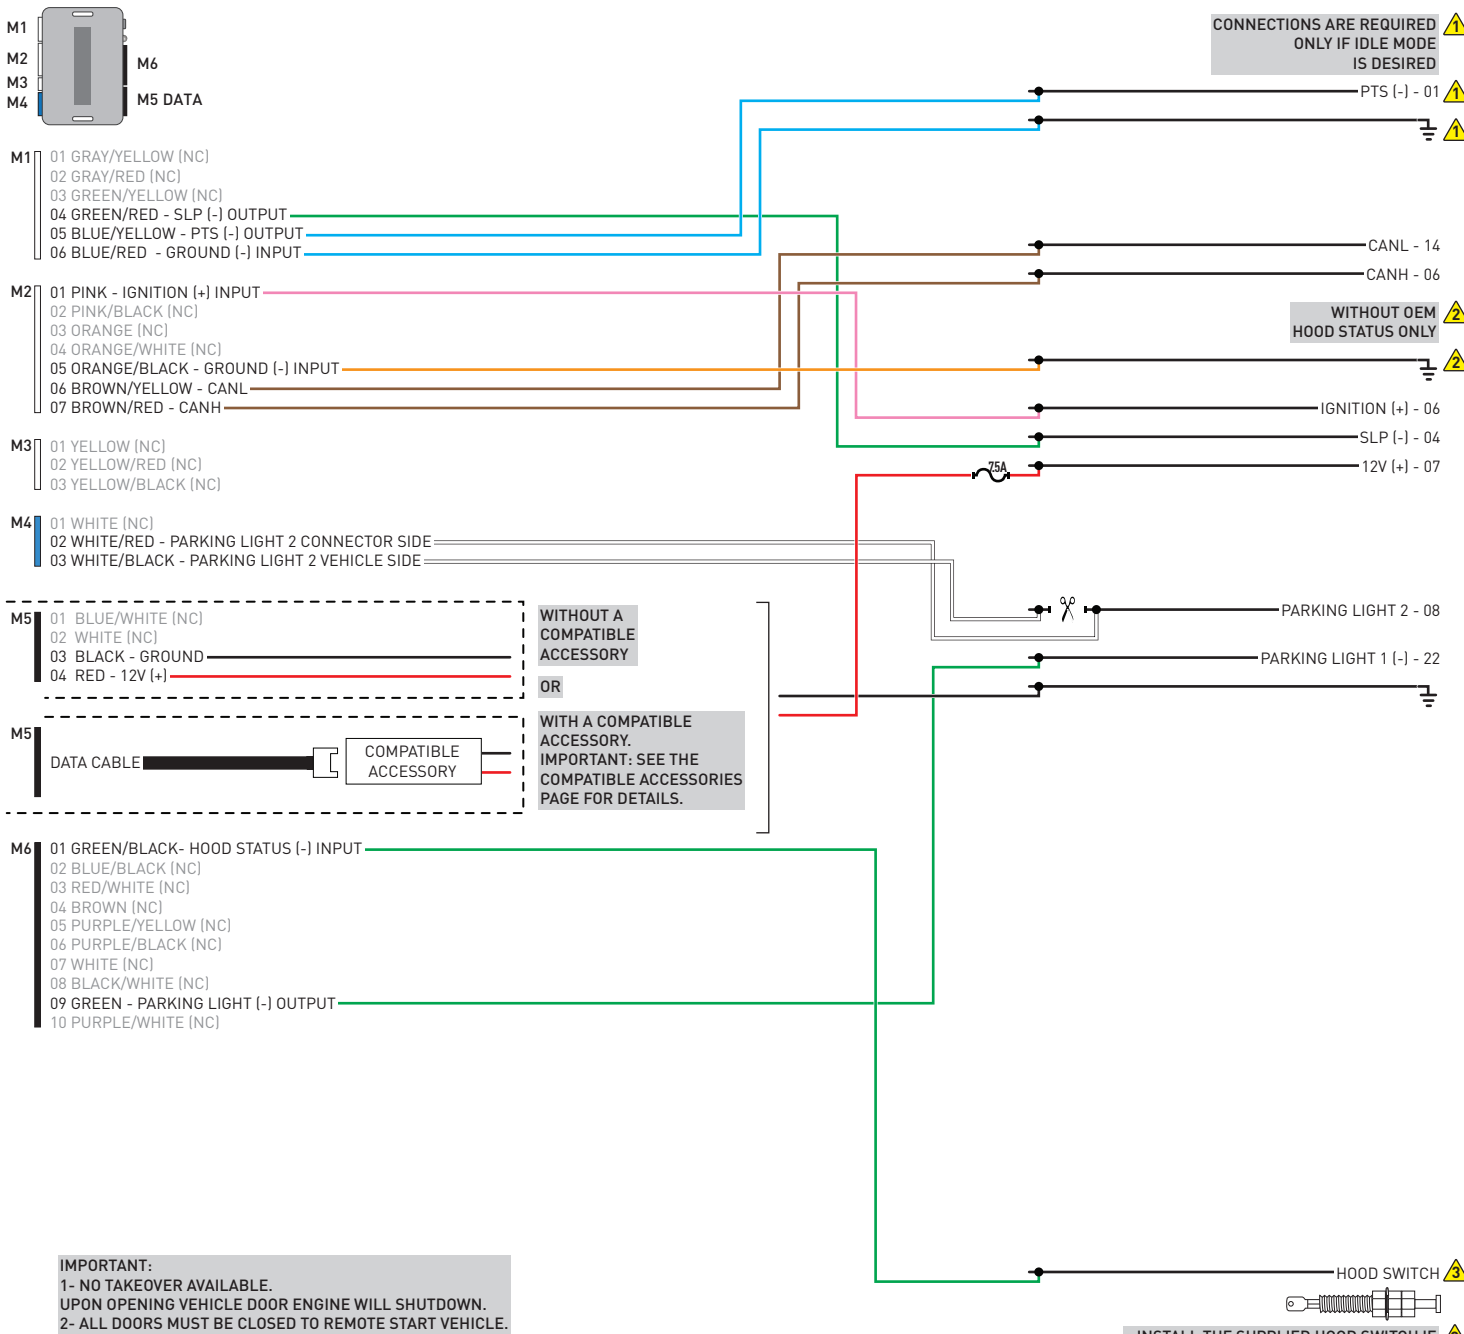 M1
M2
M3
M4
M6
M5 DATA
CONNECTIONS ARE REQUIRED
ONLY IF IDLE MODE
IS DESIRED
1
PTS (-) - 01
1
1
M1
01 GRAY/YELLOW (NC)
02 GRAY/RED (NC)
03 GREEN/YELLOW (NC)
04 GREEN/RED - SLP (-) OUTPUT
05 BLUE/YELLOW - PTS (-) OUTPUT
06 BLUE/RED - GROUND (-) INPUT
CANL - 14
CANH - 06
M2
01 PINK - IGNITION (+) INPUT
02 PINK/BLACK (NC)
03 ORANGE (NC)
04 ORANGE/WHITE (NC)
05 ORANGE/BLACK - GROUND (-) INPUT
06 BROWN/YELLOW - CANL
07 BROWN/RED - CANH
WITHOUT OEM
HOOD STATUS ONLY
2
2
IGNITION (+) - 06
SLP (-) - 04
12V (+) - 07
7.5A
M3
01 YELLOW (NC)
02 YELLOW/RED (NC)
03 YELLOW/BLACK (NC)
M4
01 WHITE (NC)
02 WHITE/RED - PARKING LIGHT 2 CONNECTOR SIDE
03 WHITE/BLACK - PARKING LIGHT 2 VEHICLE SIDE
PARKING LIGHT 2 - 08
PARKING LIGHT 1 (-) - 22
M5
01 BLUE/WHITE (NC)
02 WHITE (NC)
03 BLACK - GROUND
04 RED - 12V (+)
WITHOUT A
COMPATIBLE
ACCESSORY
OR
M5
DATA CABLE
COMPATIBLE
ACCESSORY
WITH A COMPATIBLE
ACCESSORY.
IMPORTANT: SEE THE
COMPATIBLE ACCESSORIES
PAGE FOR DETAILS.
M6
01 GREEN/BLACK- HOOD STATUS (-) INPUT
02 BLUE/BLACK (NC)
03 RED/WHITE (NC)
04 BROWN (NC)
05 PURPLE/YELLOW (NC)
06 PURPLE/BLACK (NC)
07 WHITE (NC)
08 BLACK/WHITE (NC)
09 GREEN - PARKING LIGHT (-) OUTPUT
10 PURPLE/WHITE (NC)
IMPORTANT:
1- NO TAKEOVER AVAILABLE.
UPON OPENING VEHICLE DOOR ENGINE WILL SHUTDOWN.
2- ALL DOORS MUST BE CLOSED TO REMOTE START VEHICLE.
HOOD SWITCH
3
INSTALL THE SUPPLIED HOOD SWITCH IF